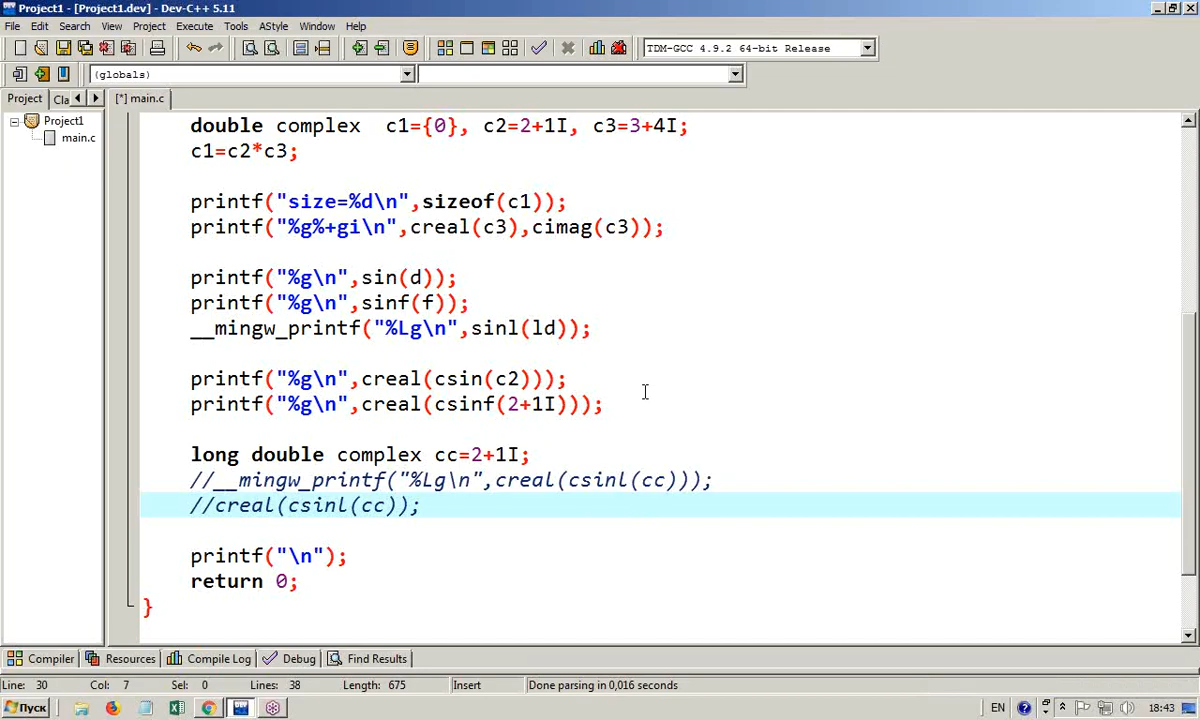 Project1 - [Project1.dev] - Dev-C++ 5.11
File Edit Search View Project Execute Tools AStyle Window Help
TDM-GCC 4.9.2 64-bit Release
(globals)
Project Cla [*] main.c
Project1
main.c
double complex  c1={0}, c2=2+1I, c3=3+4I;
c1=c2*c3;
printf("size=%d\n",sizeof(c1));
printf("%g%+gi\n",creal(c3),cimag(c3));
printf("%g\n",sin(d));
printf("%g\n",sinf(f));
__mingw_printf("%Lg\n",sinl(ld));
printf("%g\n",creal(csin(c2)));
printf("%g\n",creal(csinf(2+1I)));
long double complex cc=2+1I;
//__mingw_printf("%Lg\n",creal(csinl(cc)));
//creal(csinl(cc));
printf("\n");
return 0;
}
Compiler Resources Compile Log Debug Find Results
Line: 30 Col: 7 Sel: 0 Lines: 38 Length: 675 Insert Done parsing in 0,016 seconds
Пуск EN 18:43